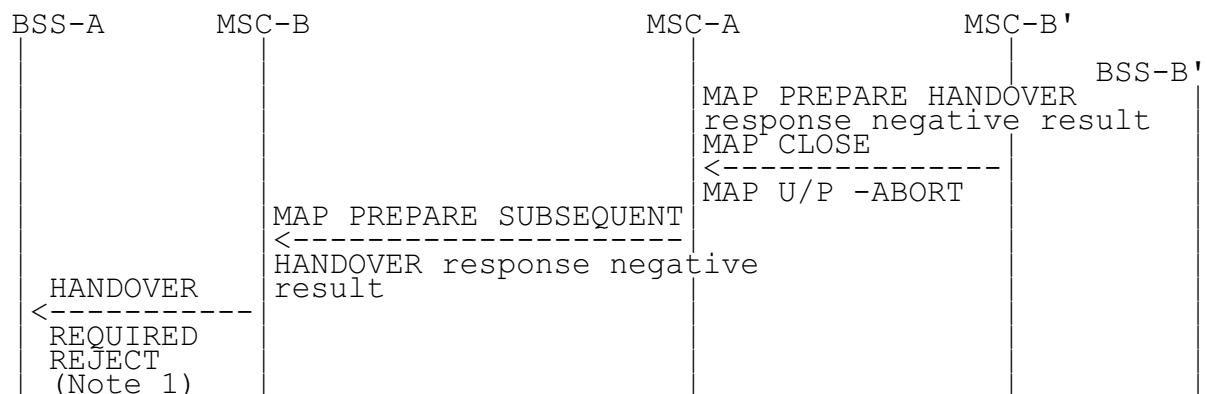 BSS-A MSC-B MSC-A MSC-B'
BSS-B'
MAP PREPARE HANDOVER
response negative result
MAP CLOSE
<---------------
MAP U/P -ABORT
MAP PREPARE SUBSEQUENT
<---------------------
HANDOVER response negative
result
HANDOVER
<-----------
REQUIRED
REJECT
(Note 1)